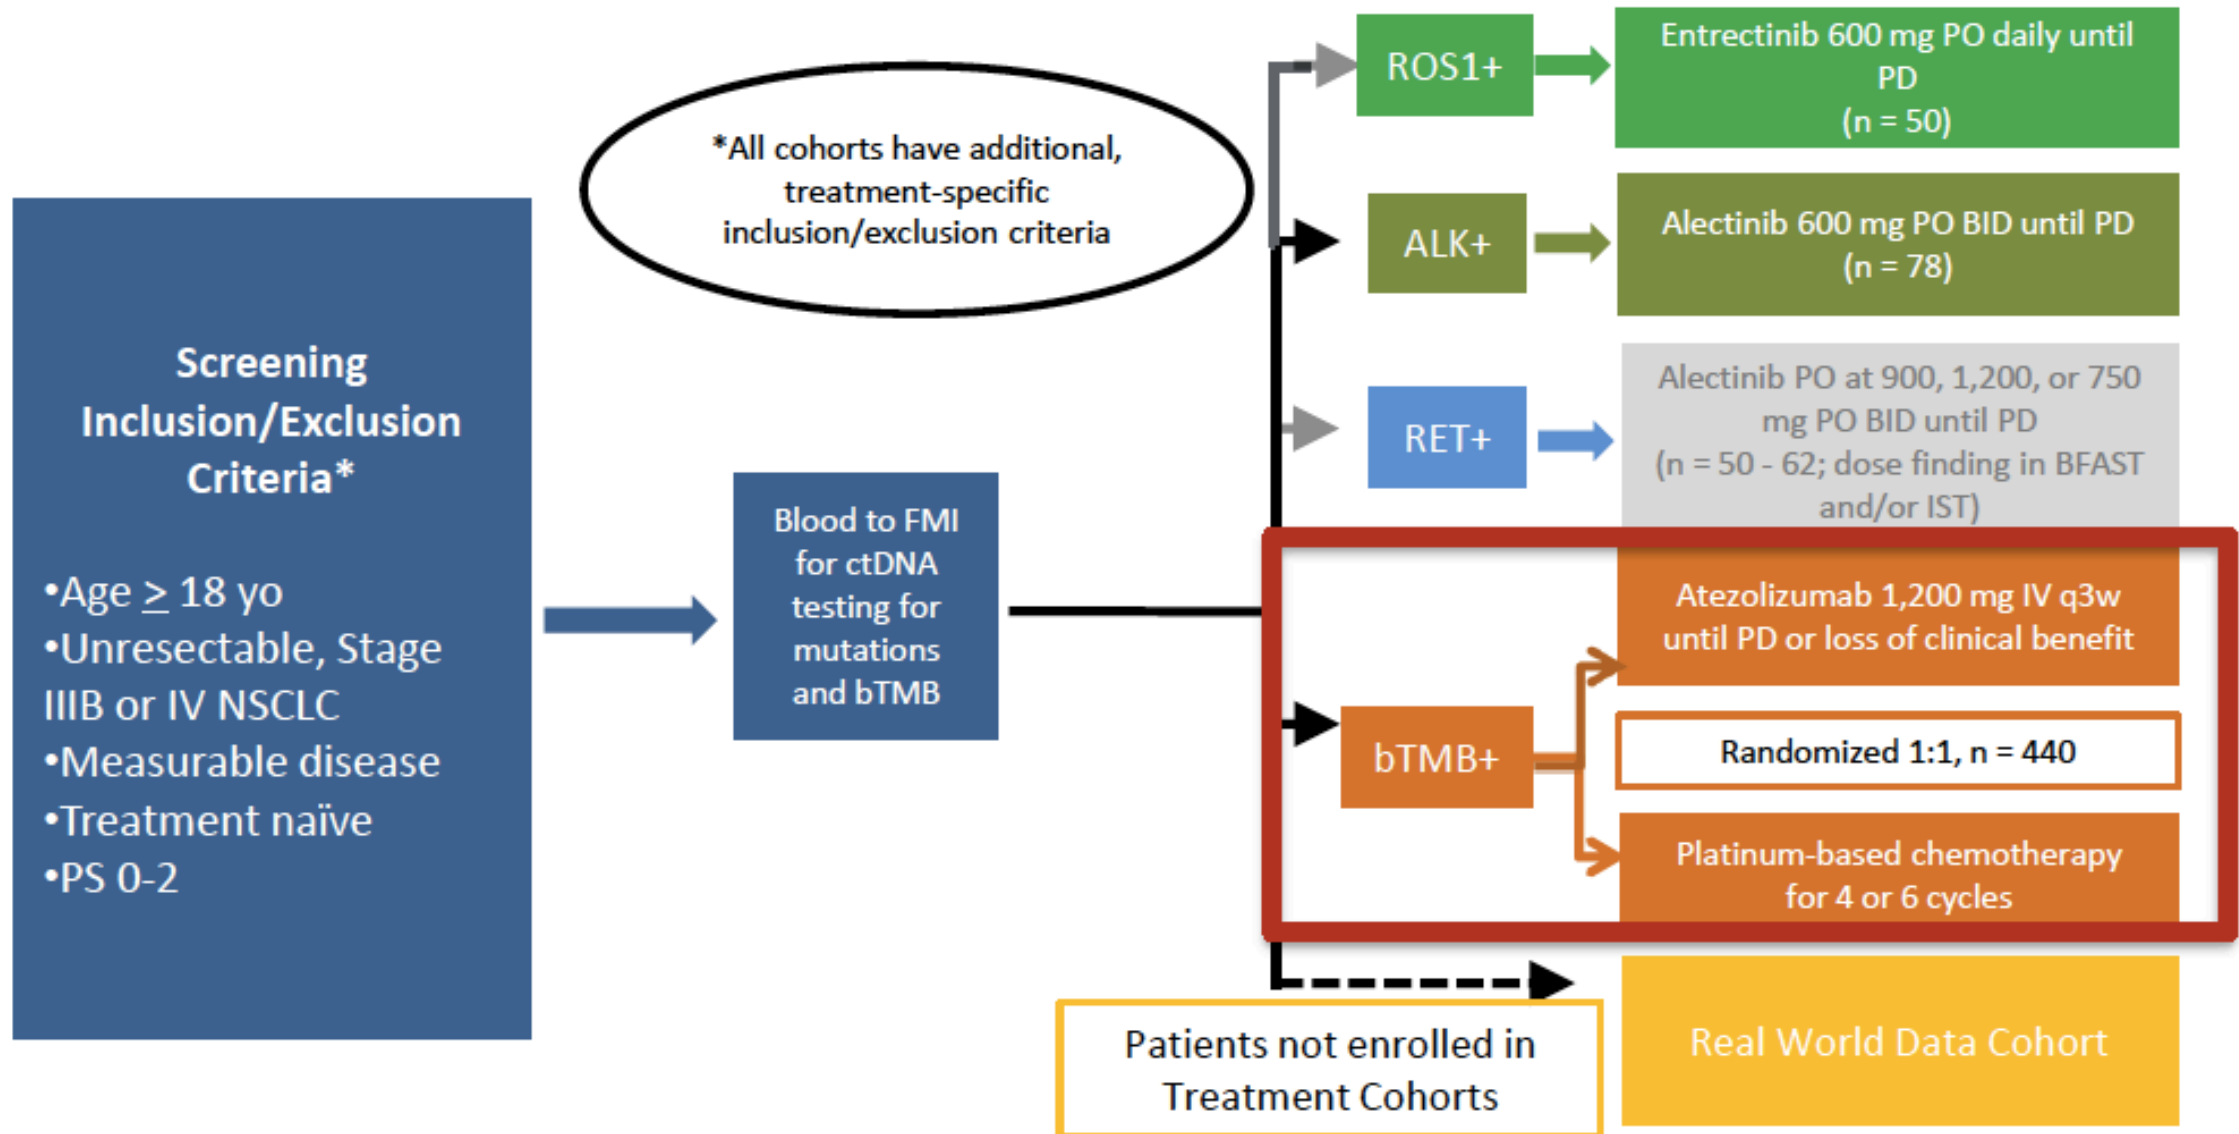 Screening
Inclusion/Exclusion
Criteria*
•Age ≥ 18 yo
•Unresectable, Stage
IIIB or IV NSCLC
•Measurable disease
•Treatment naïve
•PS 0-2
*All cohorts have additional,
treatment-specific
inclusion/exclusion criteria
Blood to FMI
for ctDNA
testing for
mutations
and bTMB
ROS1+
Entrectinib 600 mg PO daily until
PD
(n = 50)
ALK+
Alectinib 600 mg PO BID until PD
(n = 78)
RET+
Alectinib PO at 900, 1,200, or 750
mg PO BID until PD
(n = 50 - 62; dose finding in BFAST
and/or IST)
bTMB+
Atezolizumab 1,200 mg IV q3w
until PD or loss of clinical benefit
Randomized 1:1, n = 440
Platinum-based chemotherapy
for 4 or 6 cycles
Patients not enrolled in
Treatment Cohorts
Real World Data Cohort